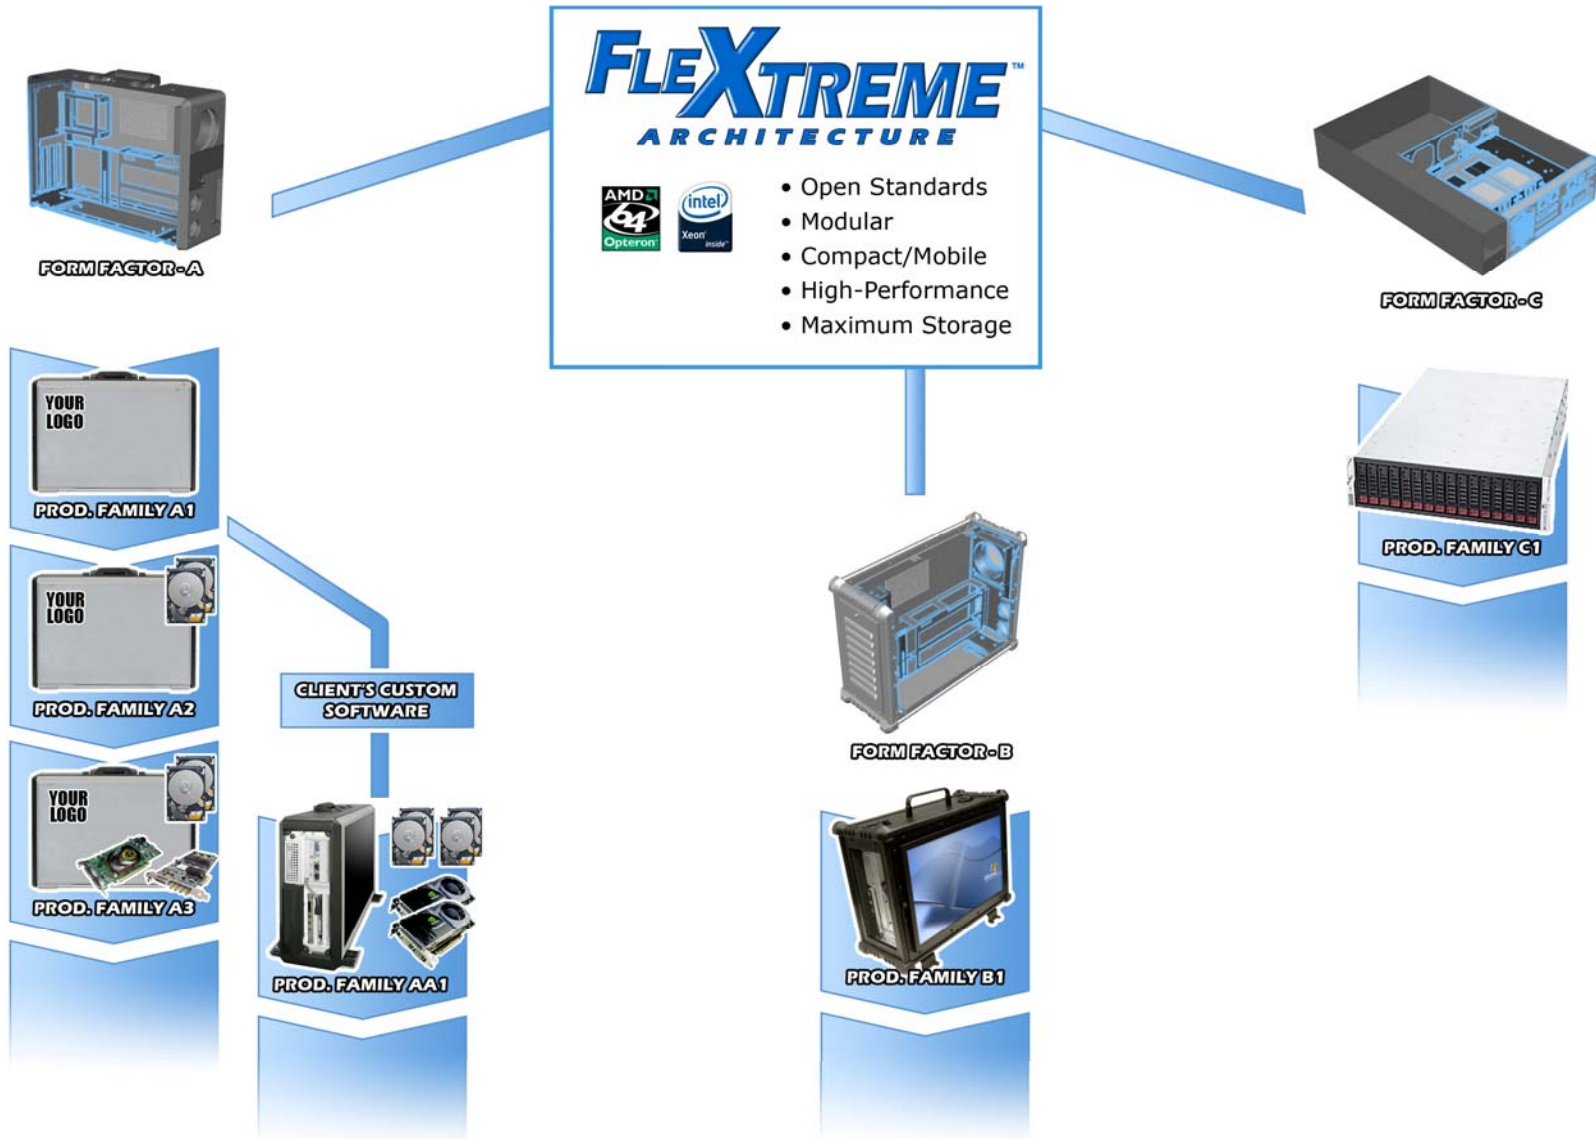 FLEXTREME™
ARCHITECTURE
AMD
64
Opteron
intel
Xeon
inside™
• Open Standards
• Modular
• Compact/Mobile
• High-Performance
• Maximum Storage
FORM FACTOR - A
FORM FACTOR - C
YOUR
LOGO
PROD. FAMILY A1
PROD. FAMILY C1
YOUR
LOGO
PROD. FAMILY A2
CLIENT'S CUSTOM
SOFTWARE
FORM FACTOR - B
YOUR
LOGO
PROD. FAMILY A3
PROD. FAMILY AA1
PROD. FAMILY B1